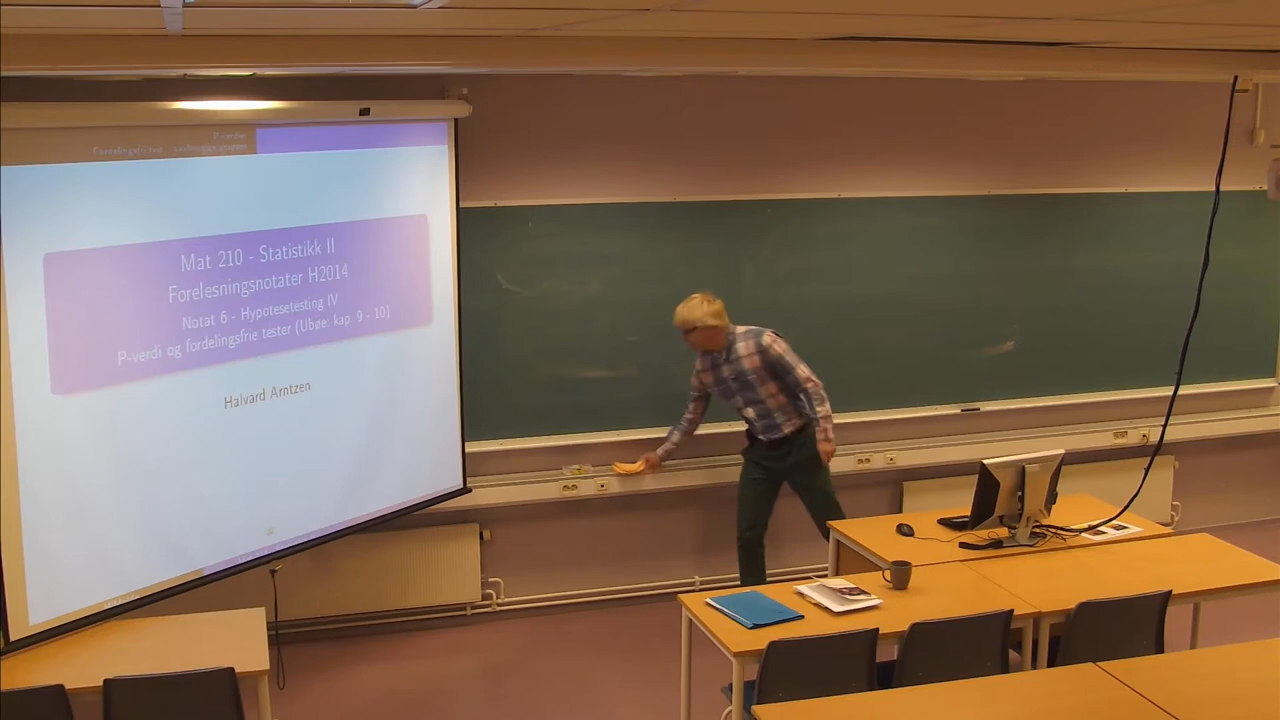 Mat 210 - Statistikk II
Forelesningsnotater H2014
Notat 6 - Hypotesetesting IV
P-verdi og fordelingsfrie tester (Ubøe: kap. 9 - 10)
Halvard Arntzen